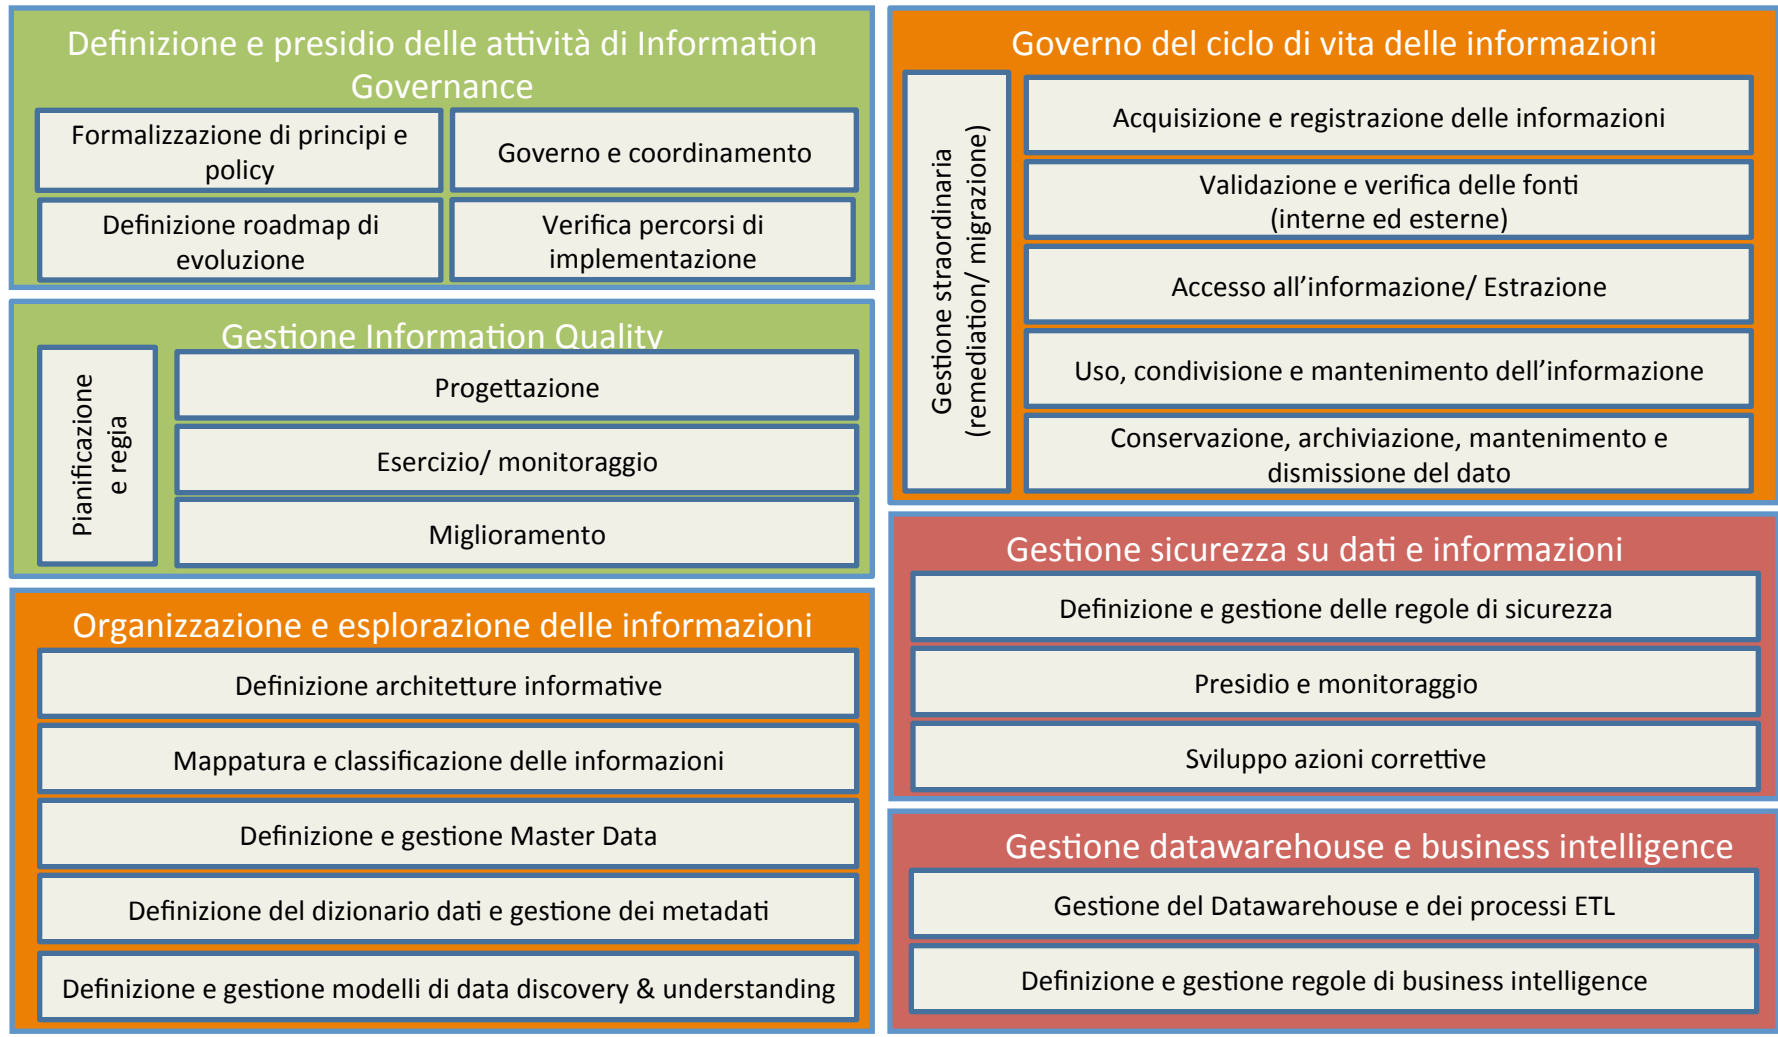 Definizione e presidio delle attività di Information
Governance
Formalizzazione di principi e
policy
Governo e coordinamento
Definizione roadmap di
evoluzione
Verifica percorsi di
implementazione
Gestione Information Quality
Pianificazione
e regia
Progettazione
Esercizio/ monitoraggio
Miglioramento
Organizzazione e esplorazione delle informazioni
Definizione architetture informative
Mappatura e classificazione delle informazioni
Definizione e gestione Master Data
Definizione del dizionario dati e gestione dei metadati
Definizione e gestione modelli di data discovery & understanding
Governo del ciclo di vita delle informazioni
Gestione straordinaria
(remediation/ migrazione)
Acquisizione e registrazione delle informazioni
Validazione e verifica delle fonti
(interne ed esterne)
Accesso all’informazione/ Estrazione
Uso, condivisione e mantenimento dell’informazione
Conservazione, archiviazione, mantenimento e
dismissione del dato
Gestione sicurezza su dati e informazioni
Definizione e gestione delle regole di sicurezza
Presidio e monitoraggio
Sviluppo azioni correttive
Gestione datawarehouse e business intelligence
Gestione del Datawarehouse e dei processi ETL
Definizione e gestione regole di business intelligence